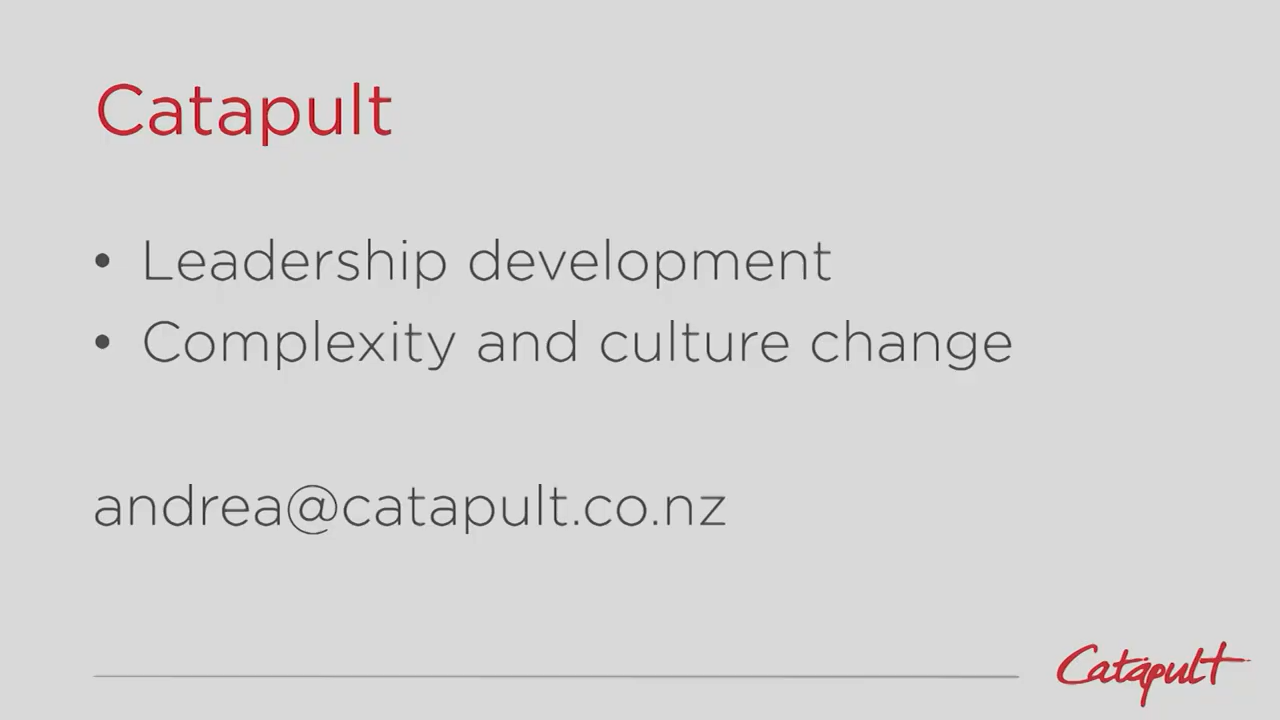 Catapult
• Leadership development
• Complexity and culture change
andrea@catapult.co.nz
Catapult